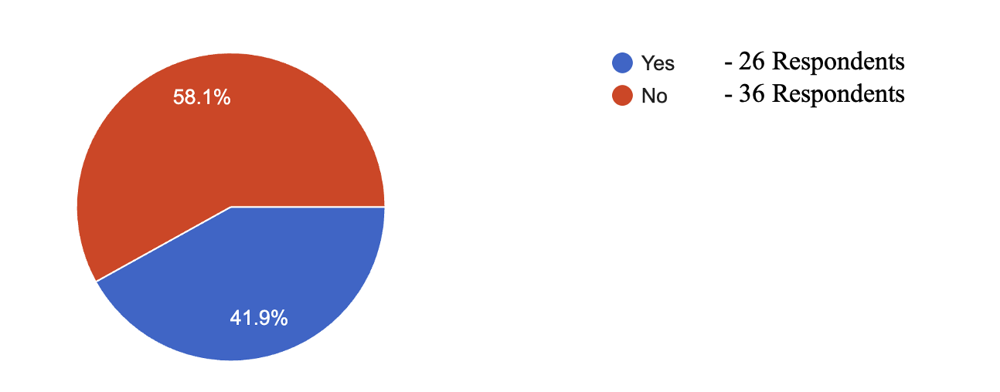 Yes - 26 Respondents
No - 36 Respondents
58.1%
41.9%